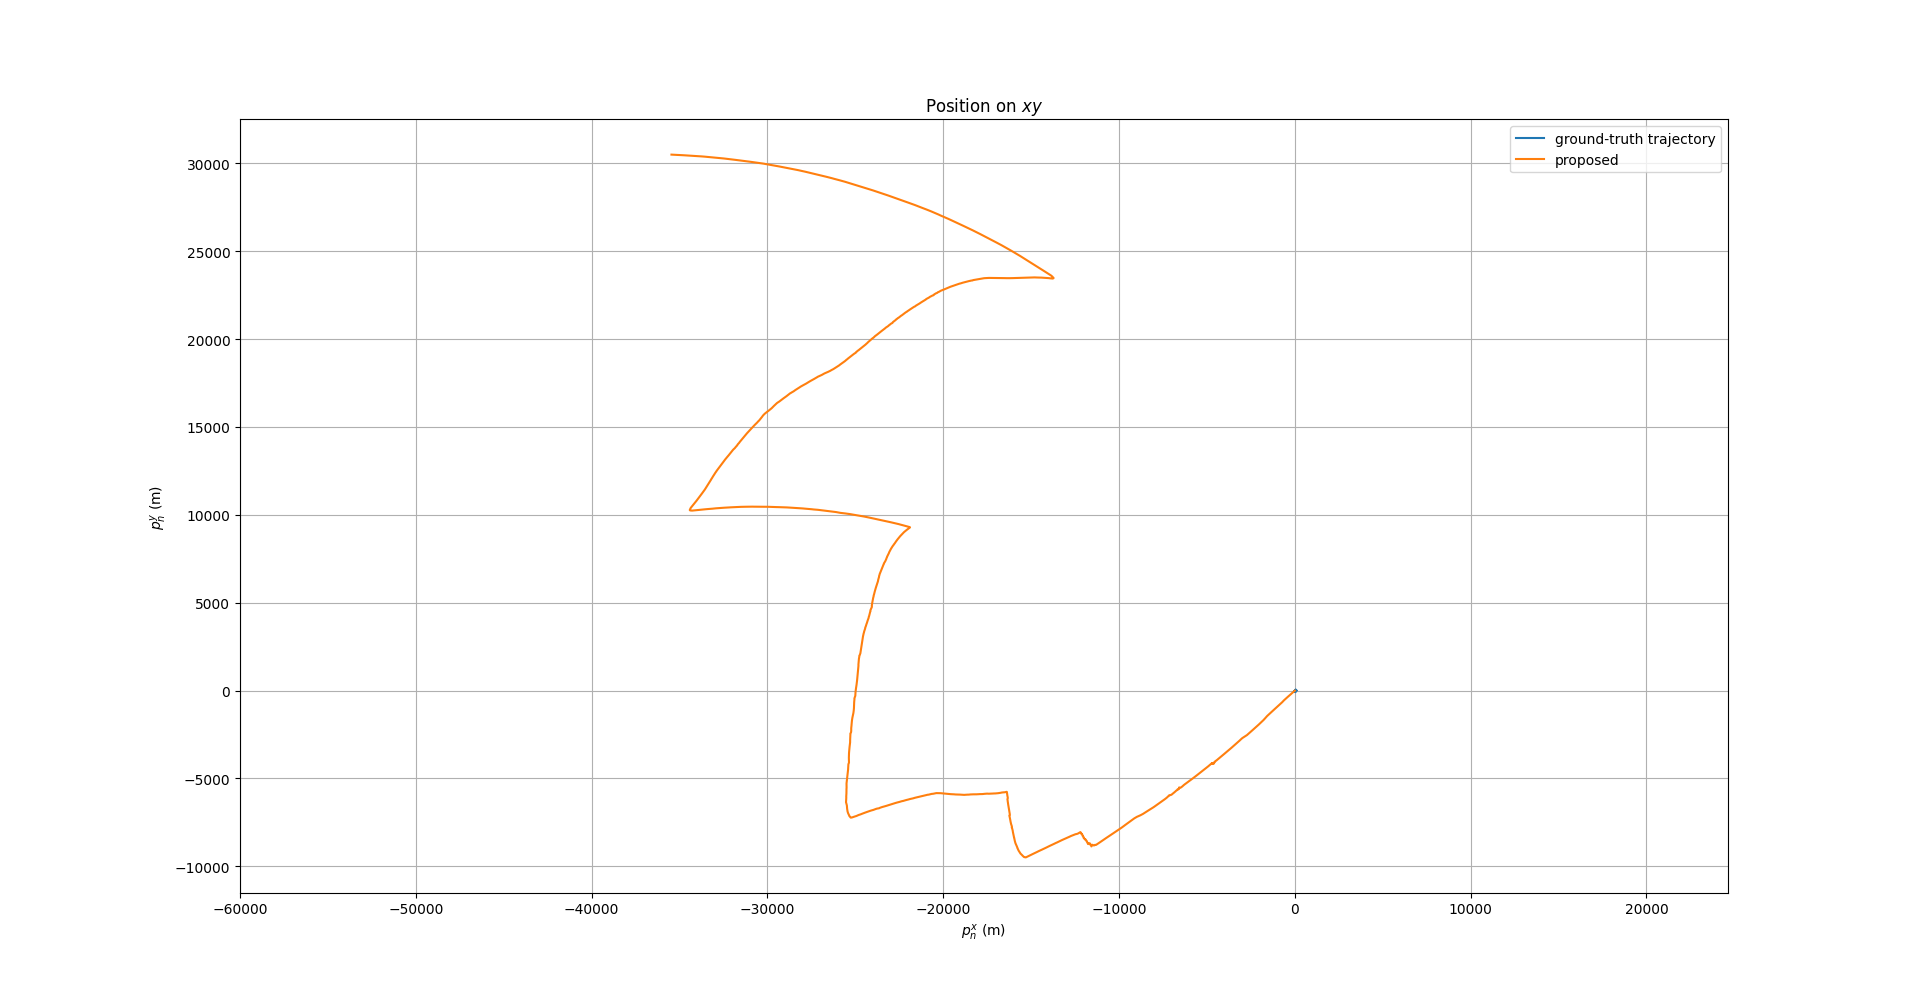 Position on xy
ground-truth trajectory
proposed
30000
25000
20000
15000
10000
5000
0
−5000
−10000
p_n^y (m)
−60000 −50000 −40000 −30000 −20000 −10000 0 10000 20000
p_n^x (m)